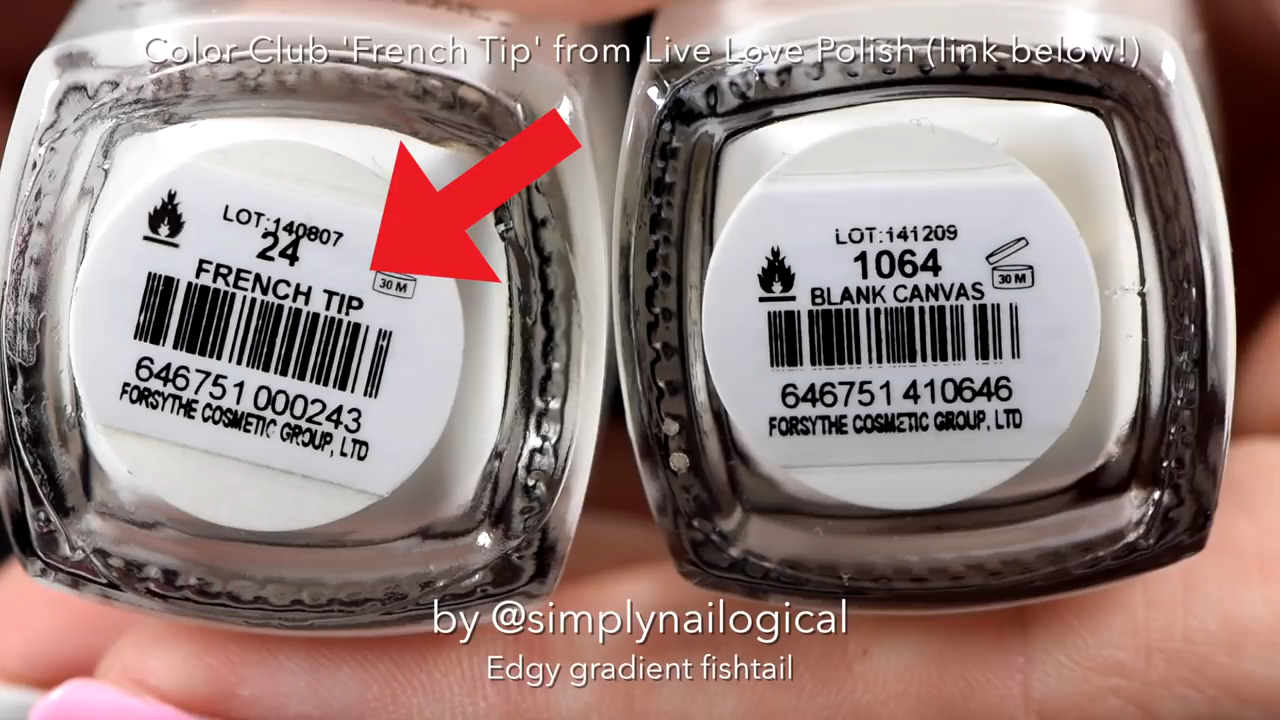 Color Club 'French Tip' from Live Love Polish (link below!)
LOT:140807
24
FRENCH TIP
30 M
646751 000243
FORSYTHE COSMETIC GROUP, LTD
LOT:141209
1064
30 M
BLANK CANVAS
646751 410646
FORSYTHE COSMETIC GROUP, LTD
by @simplynailogical
Edgy gradient fishtail